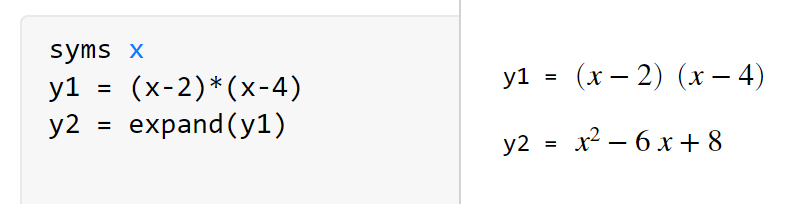 syms x
y1 = (x-2)*(x-4)
y2 = expand(y1)
y1 = (x − 2) (x − 4)
y2 = x² − 6 x + 8